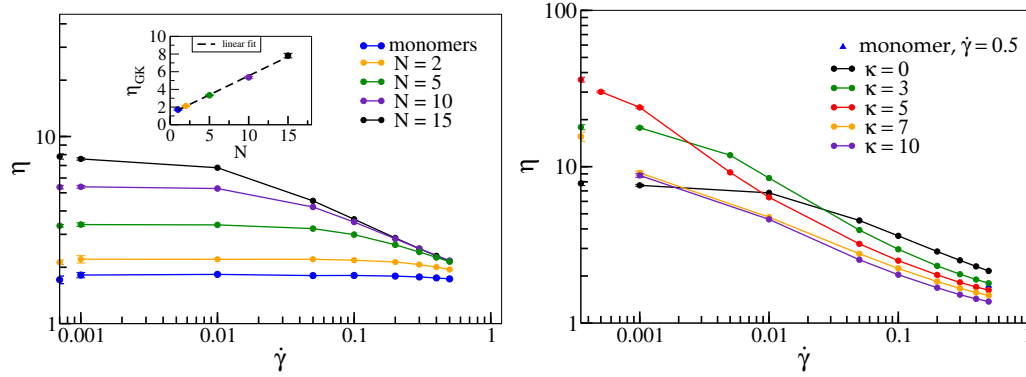 10
8
6
4
2
0
η_GK
0 5 10 15
N
linear fit
monomers
N = 2
N = 5
N = 10
N = 15
10
1
η
0.001 0.01 0.1 1
γ̇
100
10
1
η
monomer, γ̇ = 0.5
κ = 0
κ = 3
κ = 5
κ = 7
κ = 10
0.001 0.01 0.1 1
γ̇